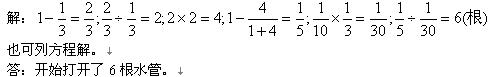 解：1-1/3=2/3;2/3÷1/3=2;2×2=4;1-4/(1+4)=1/5;1/10×1/3=1/30;1/5÷1/30=6(根)
也可列方程解。↓
答：开始打开了 6 根水管。↓